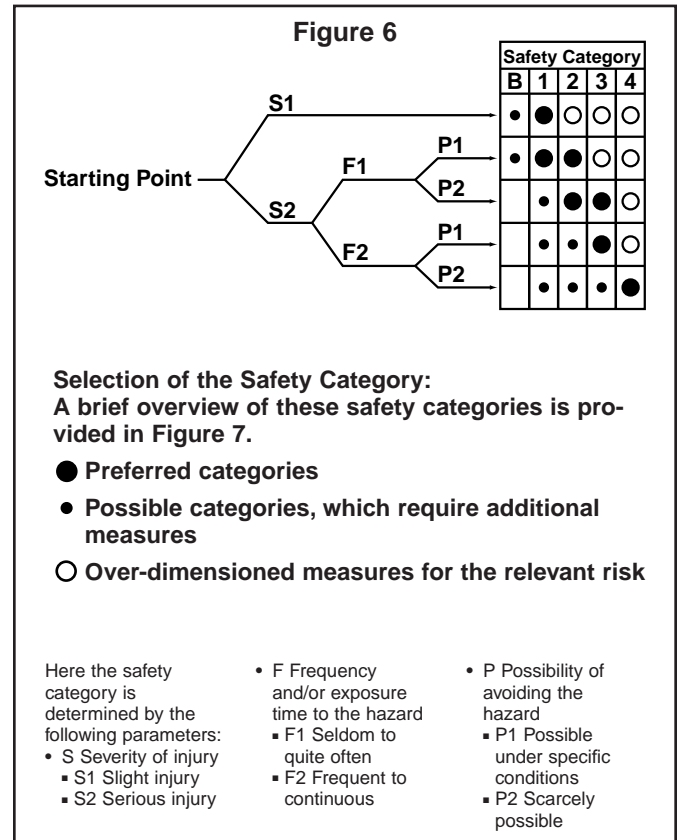 Figure 6
Safety Category
B 1 2 3 4
S1
P1
F1
Starting Point
P2
S2
P1
F2
P2
Selection of the Safety Category:
A brief overview of these safety categories is pro-
vided in Figure 7.
● Preferred categories
• Possible categories, which require additional
measures
○ Over-dimensioned measures for the relevant risk
Here the safety
category is
determined by the
following parameters:
• S Severity of injury
▪ S1 Slight injury
▪ S2 Serious injury
• F Frequency
and/or exposure
time to the hazard
▪ F1 Seldom to
quite often
▪ F2 Frequent to
continuous
• P Possibility of
avoiding the
hazard
▪ P1 Possible
under specific
conditions
▪ P2 Scarcely
possible